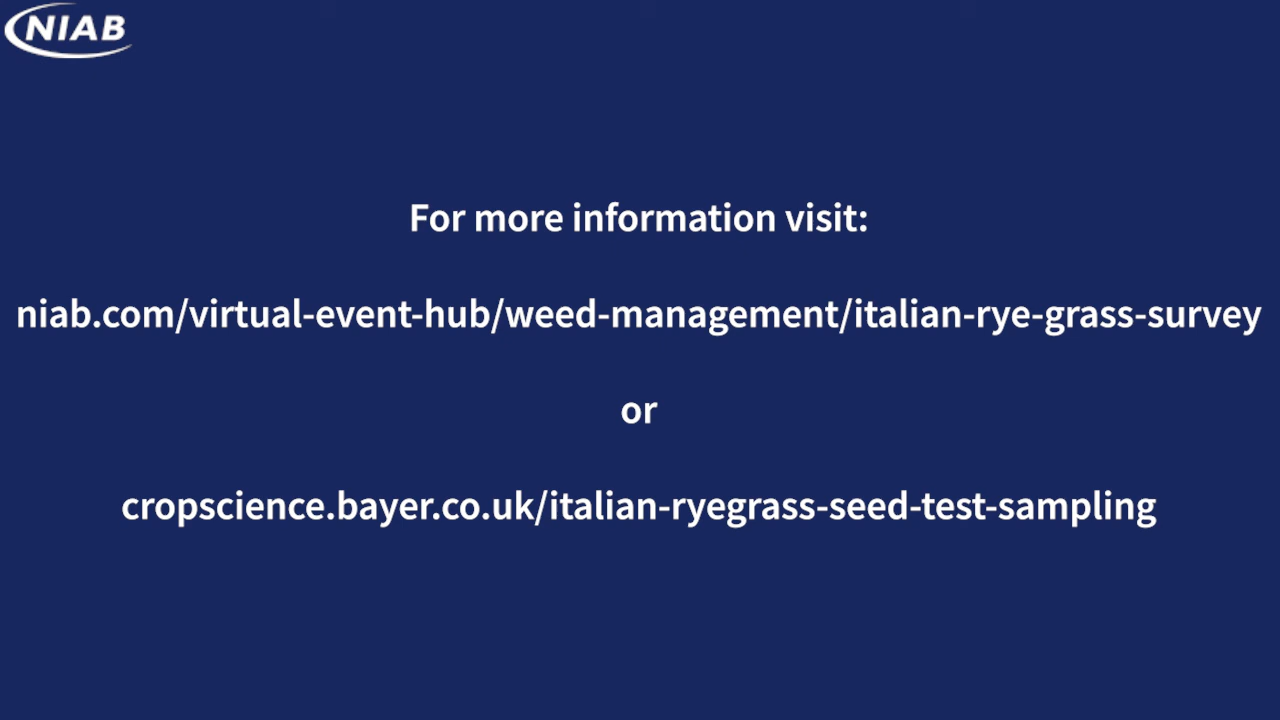 NIAB
For more information visit:
niab.com/virtual-event-hub/weed-management/italian-rye-grass-survey
or
cropscience.bayer.co.uk/italian-ryegrass-seed-test-sampling